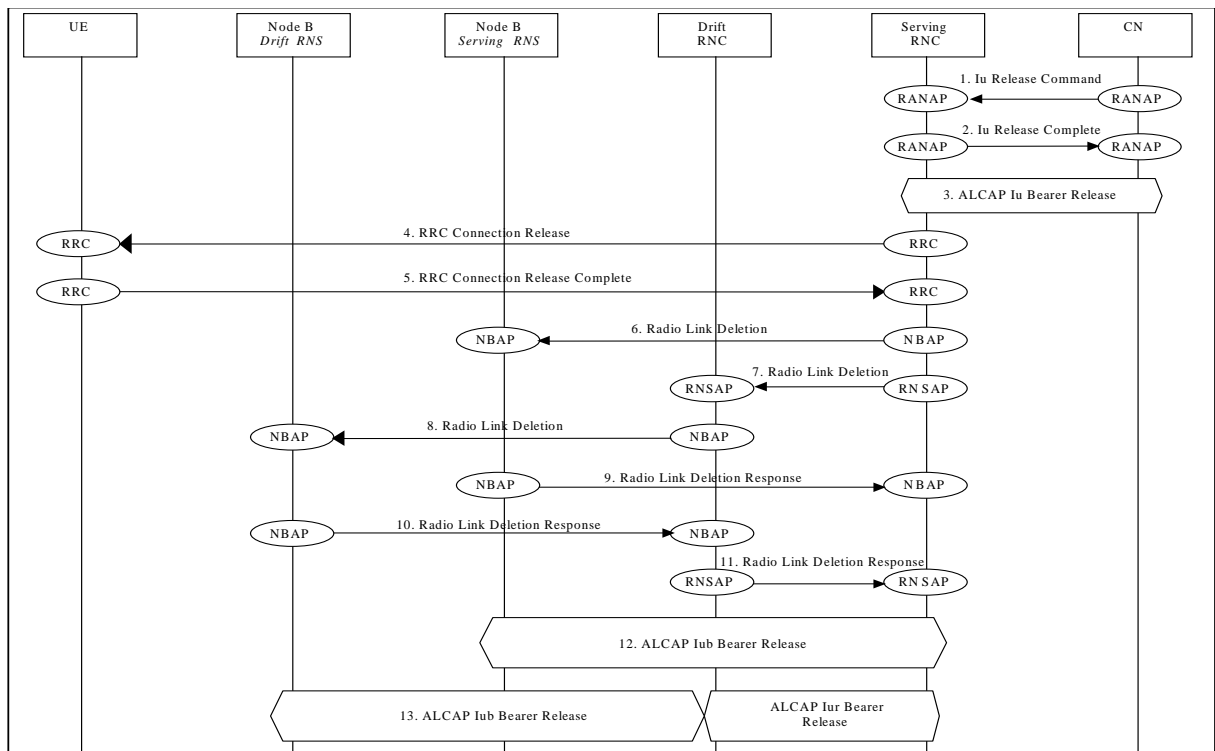 UE
Node B
Drift RNS
Node B
Serving RNS
Drift
RNC
Serving
RNC
CN
1. Iu Release Command
RANAP
RANAP
2. Iu Release Complete
RANAP
RANAP
3. ALCAP Iu Bearer Release
4. RRC Connection Release
RRC
RRC
5. RRC Connection Release Complete
RRC
RRC
6. Radio Link Deletion
NBAP
NBAP
7. Radio Link Deletion
RNSAP
RNSAP
8. Radio Link Deletion
NBAP
NBAP
NBAP
9. Radio Link Deletion Response
NBAP
10. Radio Link Deletion Response
NBAP
NBAP
11. Radio Link Deletion Response
RNSAP
RNSAP
12. ALCAP Iub Bearer Release
13. ALCAP Iub Bearer Release
ALCAP Iur Bearer
Release